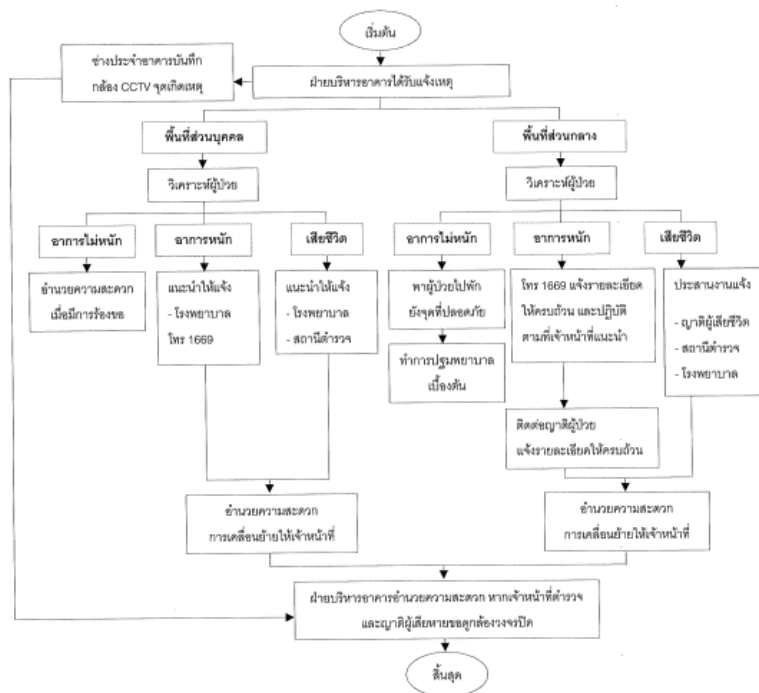 เริ่มต้น
ช่างประจำอาคารบันทึก
กล้อง CCTV จุดเกิดเหตุ
ฝ่ายบริหารอาคารได้รับแจ้งเหตุ
พื้นที่ส่วนบุคคล
พื้นที่ส่วนกลาง
วิเคราะห์ผู้ป่วย
วิเคราะห์ผู้ป่วย
อาการไม่หนัก
อาการหนัก
เสียชีวิต
อาการไม่หนัก
อาการหนัก
เสียชีวิต
อำนวยความสะดวก
เมื่อมีการร้องขอ
แนะนำให้แจ้ง
- โรงพยาบาล
โทร 1669
แนะนำให้แจ้ง
- โรงพยาบาล
- สถานีตำรวจ
พาผู้ป่วยไปพัก
ยังจุดที่ปลอดภัย
ทำการปฐมพยาบาล
เบื้องต้น
โทร 1669 แจ้งรายละเอียด
ให้ครบถ้วน และปฏิบัติ
ตามที่เจ้าหน้าที่แนะนำ
ประสานงานแจ้ง
- ญาติผู้เสียชีวิต
- สถานีตำรวจ
- โรงพยาบาล
ติดต่อญาติผู้ป่วย
แจ้งรายละเอียดให้ครบถ้วน
อำนวยความสะดวก
การเคลื่อนย้ายให้เจ้าหน้าที่
อำนวยความสะดวก
การเคลื่อนย้ายให้เจ้าหน้าที่
ฝ่ายบริหารอาคารอำนวยความสะดวก หากเจ้าหน้าที่ตำรวจ
และญาติผู้เสียหายขอดูกล้องวงจรปิด
สิ้นสุด